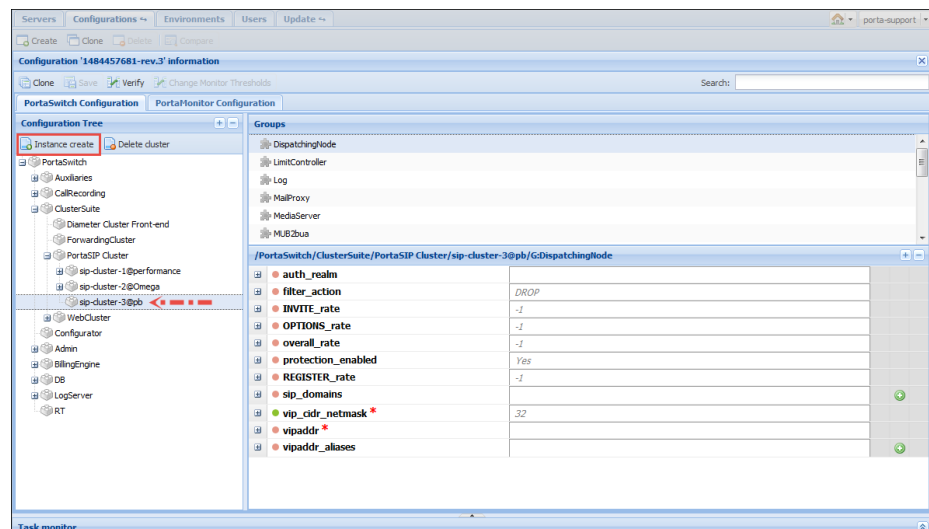 Servers Configurations Environments Users Update porta-support
Create Clone Delete Compare
Configuration '1484457681-rev.3' information
Clone Save Verify Change Monitor Thresholds Search:
PortaSwitch Configuration PortaMonitor Configuration
Configuration Tree
Instance create Delete cluster
PortaSwitch
Auxiliaries
CallRecording
ClusterSuite
Diameter Cluster Front-end
ForwardingCluster
PortaSIP Cluster
sip-cluster-1@performance
sip-cluster-2@Omega
sip-cluster-3@pb
WebCluster
Configurator
Admin
BillingEngine
DB
LogServer
RT
Groups
DispatchingNode
LimitController
Log
MailProxy
MediaServer
MUB2bua
/PortaSwitch/ClusterSuite/PortaSIP Cluster/sip-cluster-3@pb/G:DispatchingNode
auth_realm
filter_action DROP
INVITE_rate -1
OPTIONS_rate -1
overall_rate -1
protection_enabled Yes
REGISTER_rate -1
sip_domains
vip_cidr_netmask * 32
vipaddr *
vipaddr_aliases
Task monitor